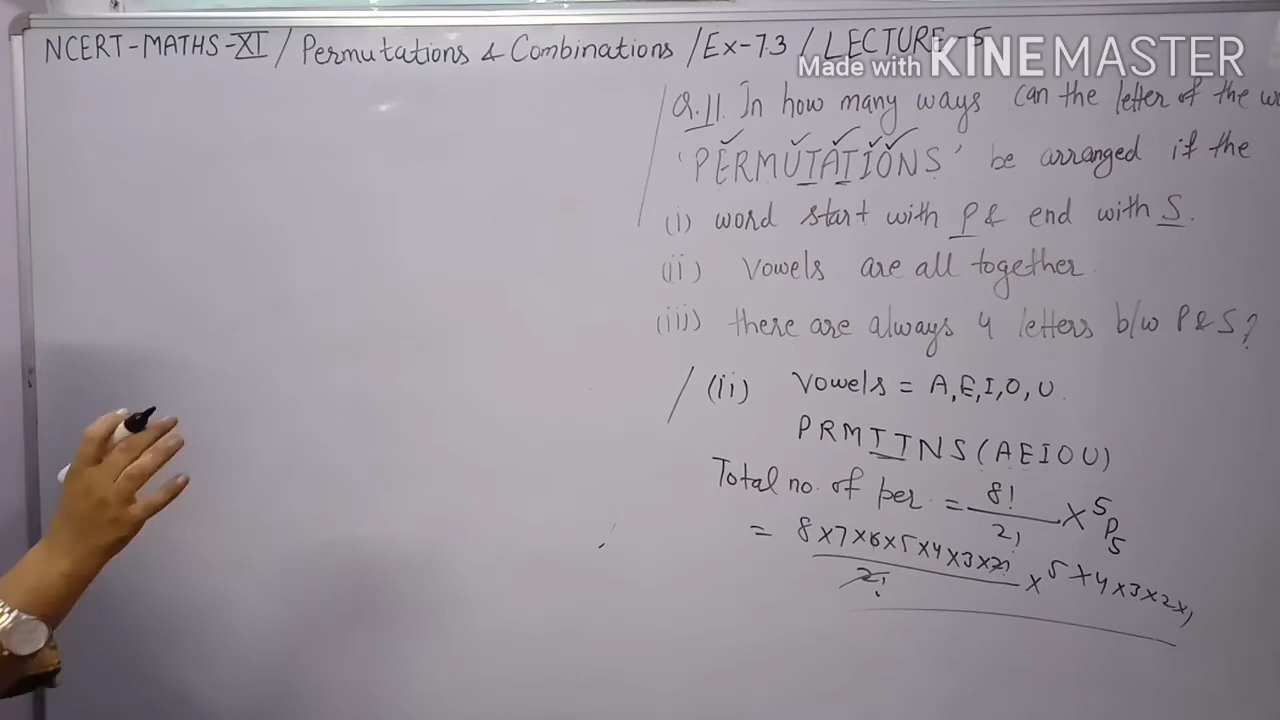 NCERT-MATHS-XI / Permutations & Combinations / Ex-7.3 / LECTURE-5
Made with KINEMASTER
Q.11. In how many ways can the letter of the
'PERMUTATIONS' be arranged if the
(i) word start with P & end with S.
(ii) Vowels are all together.
(iii) there are always 4 letters b/w P & S?
(ii) Vowels = A, E, I, O, U.
PRMTTNS (AEIOU)
Total no. of per. = 8!/2! × ⁵P₅
= 8×7×6×5×4×3×2!/2! × 5×4×3×2×1